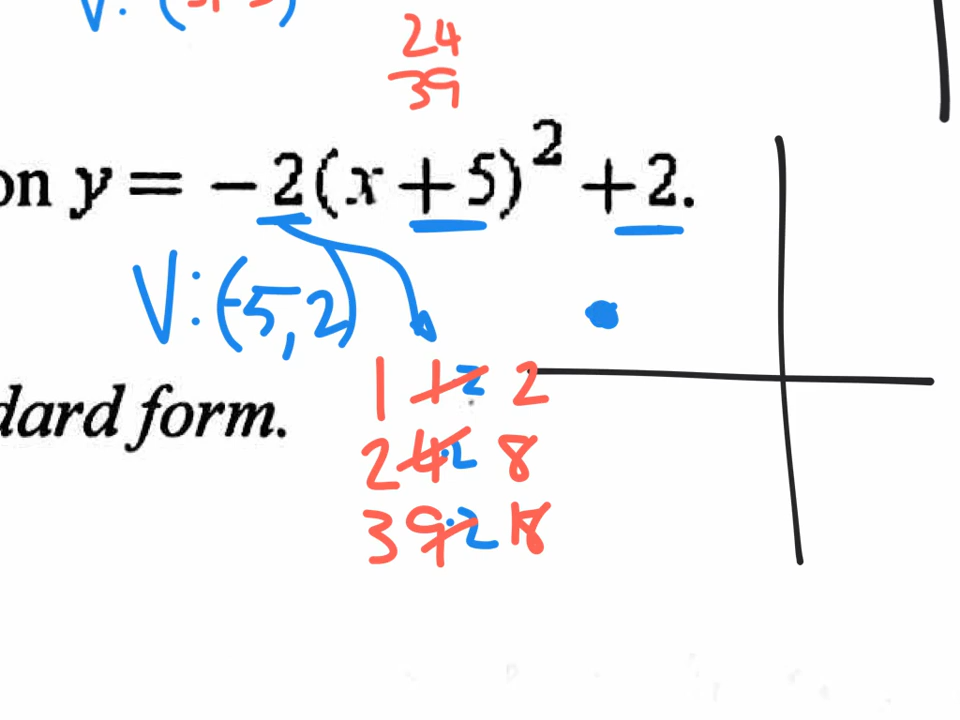 24
39
on y = -2(x+5)² +2.
V: (-5, 2)
1 1·2 2
dard form.
2 4·2 8
3 9·2 18